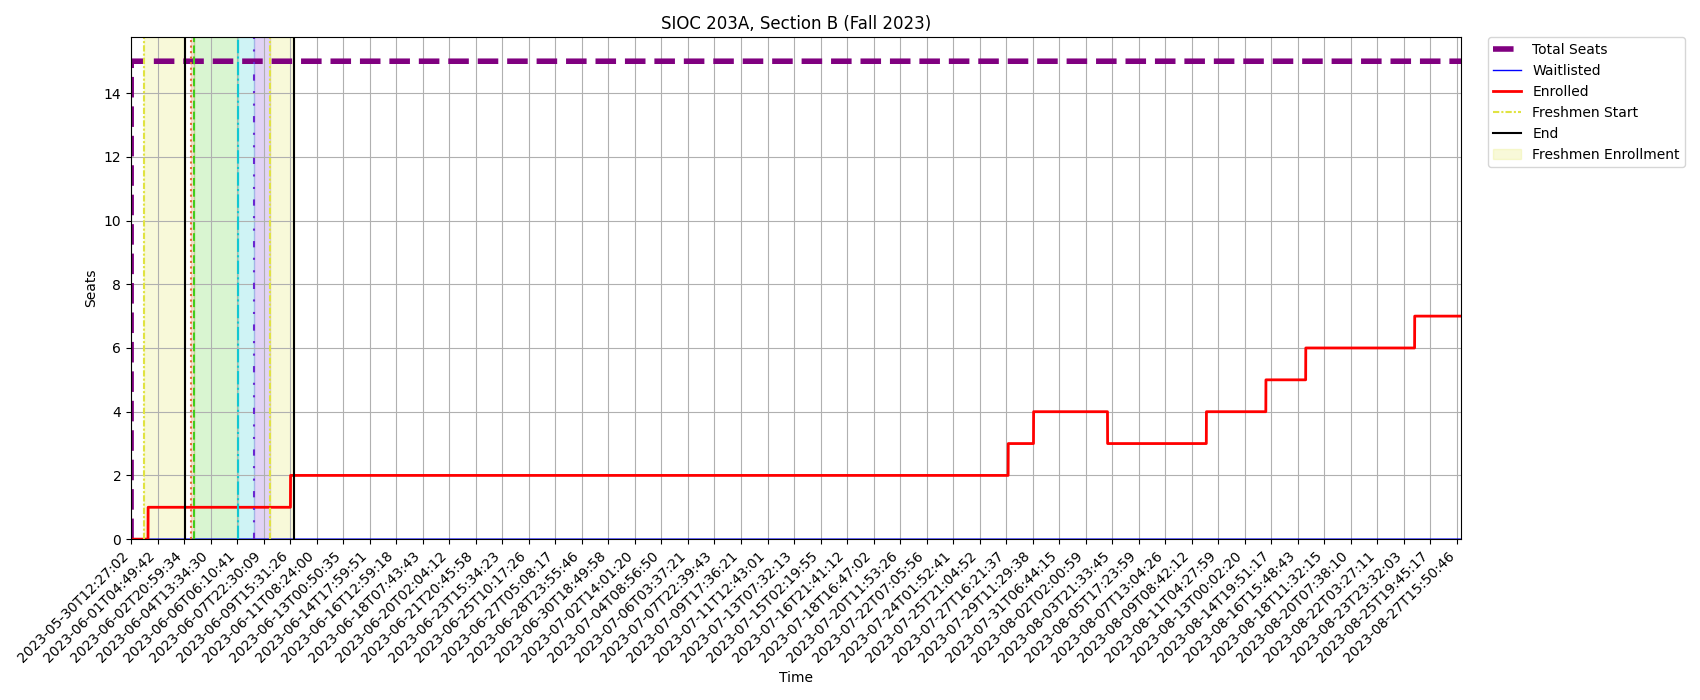 SIOC 203A, Section B (Fall 2023)
Total Seats
Waitlisted
Enrolled
Freshmen Start
End
Freshmen Enrollment
Seats
14
12
10
8
6
4
2
0
2023-05-30T12:27:02
2023-06-01T04:49:42
2023-06-02T20:59:34
2023-06-04T13:34:30
2023-06-06T06:10:41
2023-06-07T22:30:09
2023-06-09T15:31:26
2023-06-11T08:24:00
2023-06-13T00:50:35
2023-06-14T17:59:51
2023-06-16T12:59:18
2023-06-18T07:43:43
2023-06-20T02:04:12
2023-06-21T20:45:58
2023-06-23T15:34:23
2023-06-25T10:17:26
2023-06-27T05:08:17
2023-06-28T23:55:46
2023-06-30T18:49:58
2023-07-02T14:01:20
2023-07-04T08:56:50
2023-07-06T03:37:21
2023-07-07T22:39:43
2023-07-09T17:36:21
2023-07-11T12:43:01
2023-07-13T07:32:13
2023-07-15T02:19:55
2023-07-16T21:41:12
2023-07-18T16:47:02
2023-07-20T11:53:26
2023-07-22T07:05:56
2023-07-24T01:52:41
2023-07-25T21:04:52
2023-07-27T16:21:37
2023-07-29T11:29:38
2023-07-31T06:44:15
2023-08-02T02:00:59
2023-08-03T21:33:45
2023-08-05T17:23:59
2023-08-07T13:04:26
2023-08-09T08:42:12
2023-08-11T04:27:59
2023-08-13T00:02:20
2023-08-14T19:51:17
2023-08-16T15:48:43
2023-08-18T11:32:15
2023-08-20T07:38:10
2023-08-22T03:27:11
2023-08-23T23:32:03
2023-08-25T19:45:17
2023-08-27T15:50:46
Time